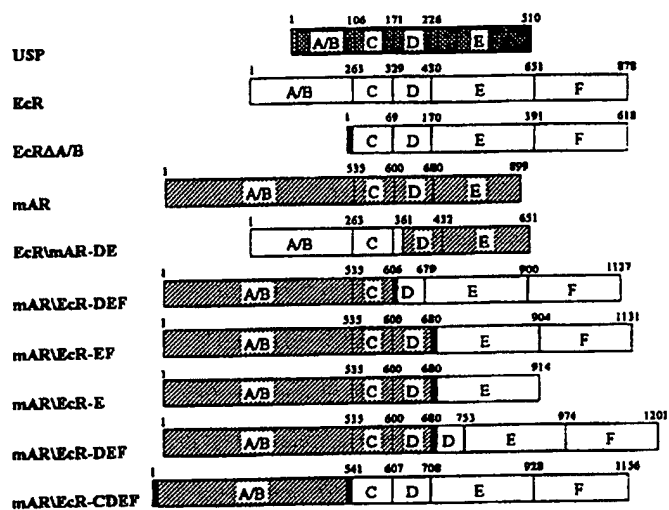 1 106 171 226 510
USP A/B C D E
1 263 329 430 651 878
EcR A/B C D E F
1 69 170 391 618
EcRΔA/B C D E F
1 535 600 680 899
mAR A/B C D E
1 263 361 432 651
EcR\mAR-DE A/B C D E
1 535 606 679 900 1127
mAR\EcR-DEF A/B C D E F
1 535 600 680 904 1131
mAR\EcR-EF A/B C D E F
1 535 600 680 914
mAR\EcR-E A/B C D E
1 535 600 680 753 974 1201
mAR\EcR-DEF A/B C D D E F
1 541 607 708 928 1156
mAR\EcR-CDEF A/B C D E F